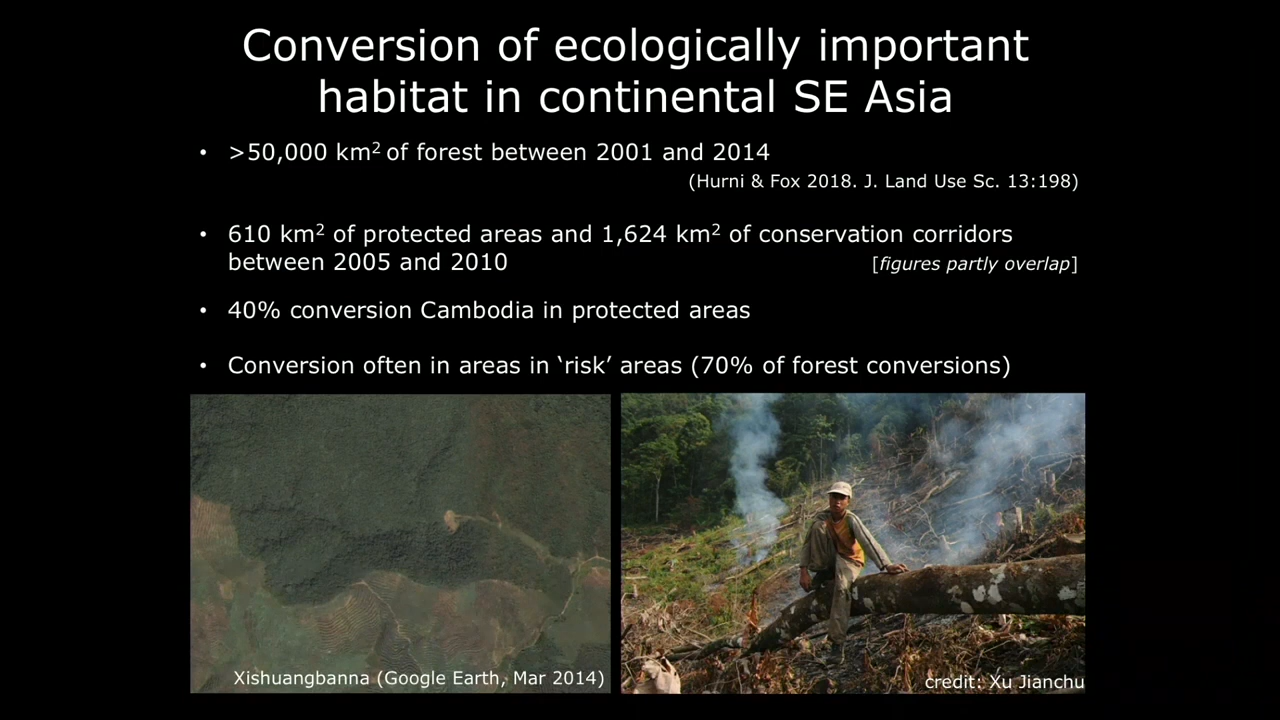 Conversion of ecologically important
habitat in continental SE Asia
• >50,000 km² of forest between 2001 and 2014
(Hurni & Fox 2018. J. Land Use Sc. 13:198)
• 610 km² of protected areas and 1,624 km² of conservation corridors
between 2005 and 2010
[figures partly overlap]
• 40% conversion Cambodia in protected areas
• Conversion often in areas in ‘risk’ areas (70% of forest conversions)
Xishuangbanna (Google Earth, Mar 2014)
credit: Xu Jianchu